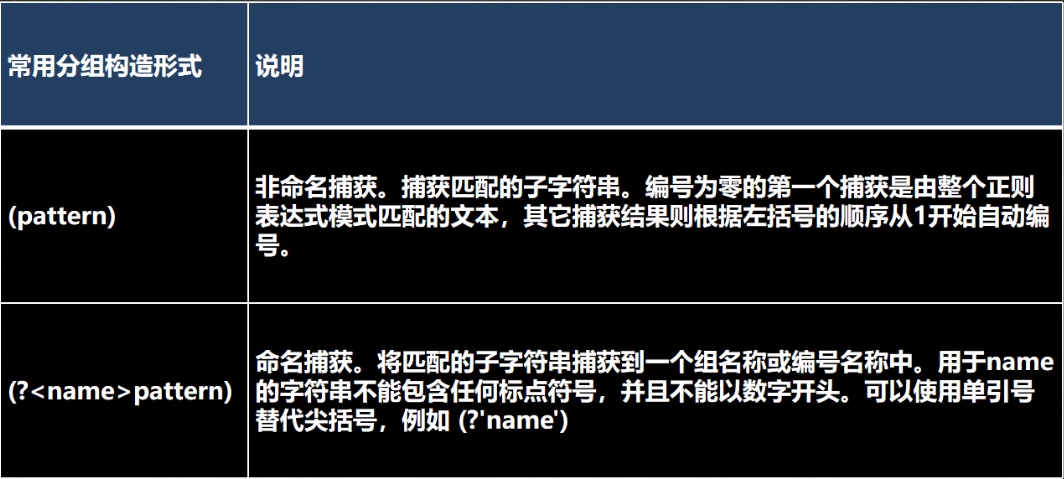 常用分组构造形式
说明
(pattern)
非命名捕获。捕获匹配的子字符串。编号为零的第一个捕获是由整个正则
表达式模式匹配的文本，其它捕获结果则根据左括号的顺序从1开始自动编
号。
(?<name>pattern)
命名捕获。将匹配的子字符串捕获到一个组名称或编号名称中。用于name
的字符串不能包含任何标点符号，并且不能以数字开头。可以使用单引号
替代尖括号，例如 (?'name')